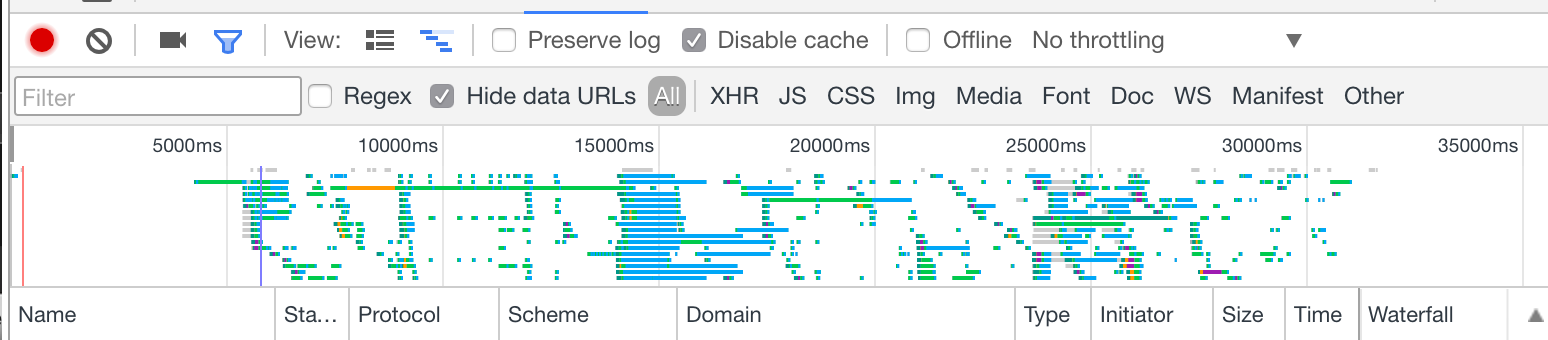 View: Preserve log Disable cache Offline No throttling
Filter Regex Hide data URLs All XHR JS CSS Img Media Font Doc WS Manifest Other
5000ms 10000ms 15000ms 20000ms 25000ms 30000ms 35000ms
Name Sta... Protocol Scheme Domain Type Initiator Size Time Waterfall